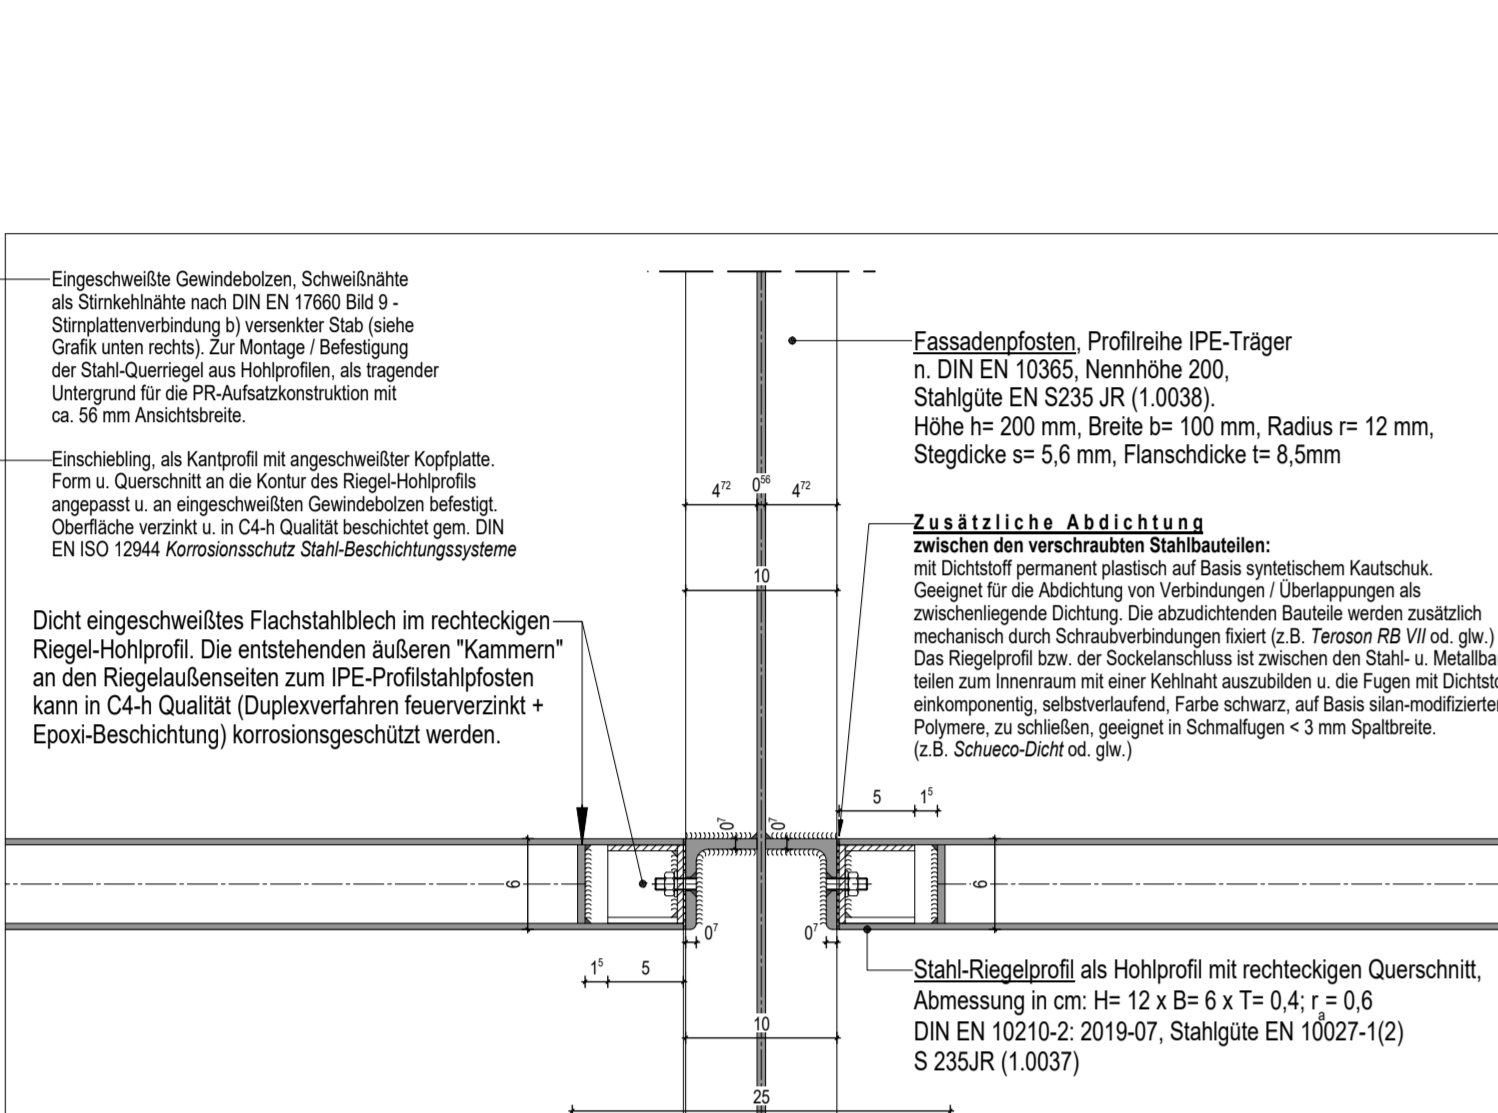 Eingeschweißte Gewindebolzen, Schweißnähte
als Stirnkehlnähte nach DIN EN 17660 Bild 9 -
Stirnplattenverbindung b) versenkter Stab (siehe
Grafik unten rechts). Zur Montage / Befestigung
der Stahl-Querriegel aus Hohlprofilen, als tragender
Untergrund für die PR-Aufsatzkonstruktion mit
ca. 56 mm Ansichtsbreite.
Einschiebling, als Kantprofil mit angeschweißter Kopfplatte.
Form u. Querschnitt an die Kontur des Riegel-Hohlprofils
angepasst u. an eingeschweißten Gewindebolzen befestigt.
Oberfläche verzinkt u. in C4-h Qualität beschichtet gem. DIN
EN ISO 12944 Korrosionsschutz Stahl-Beschichtungssysteme
Dicht eingeschweißtes Flachstahlblech im rechteckigen
Riegel-Hohlprofil. Die entstehenden äußeren "Kammern"
an den Riegelaußenseiten zum IPE-Profilstahlpfosten
kann in C4-h Qualität (Duplexverfahren feuerverzinkt +
Epoxi-Beschichtung) korrosionsgeschützt werden.
Fassadenpfosten, Profilreihe IPE-Träger
n. DIN EN 10365, Nennhöhe 200,
Stahlgüte EN S235 JR (1.0038).
Höhe h= 200 mm, Breite b= 100 mm, Radius r= 12 mm,
Stegdicke s= 5,6 mm, Flanschdicke t= 8,5mm
4⁷² 0⁵⁶ 4⁷²
10
Zusätzliche Abdichtung
zwischen den verschraubten Stahlbauteilen:
mit Dichtstoff permanent plastisch auf Basis syntetischem Kautschuk.
Geeignet für die Abdichtung von Verbindungen / Überlappungen als
zwischenliegende Dichtung. Die abzudichtenden Bauteile werden zusätzlich
mechanisch durch Schraubverbindungen fixiert (z.B. Teroson RB VII od. glw.)
Das Riegelprofil bzw. der Sockelanschluss ist zwischen den Stahl- u. Metallba
teilen zum Innenraum mit einer Kehlnaht auszubilden u. die Fugen mit Dichtsto
einkomponentig, selbstverlaufend, Farbe schwarz, auf Basis silan-modifizierter
Polymere, zu schließen, geeignet in Schmalfugen < 3 mm Spaltbreite.
(z.B. Schueco-Dicht od. glw.)
5 1⁵
0⁷ 0⁷
6 6
0⁷ 0⁷
1⁵ 5
10
25
Stahl-Riegelprofil als Hohlprofil mit rechteckigen Querschnitt,
Abmessung in cm: H= 12 x B= 6 x T= 0,4; rₐ= 0,6
DIN EN 10210-2: 2019-07, Stahlgüte EN 10027-1(2)
S 235JR (1.0037)